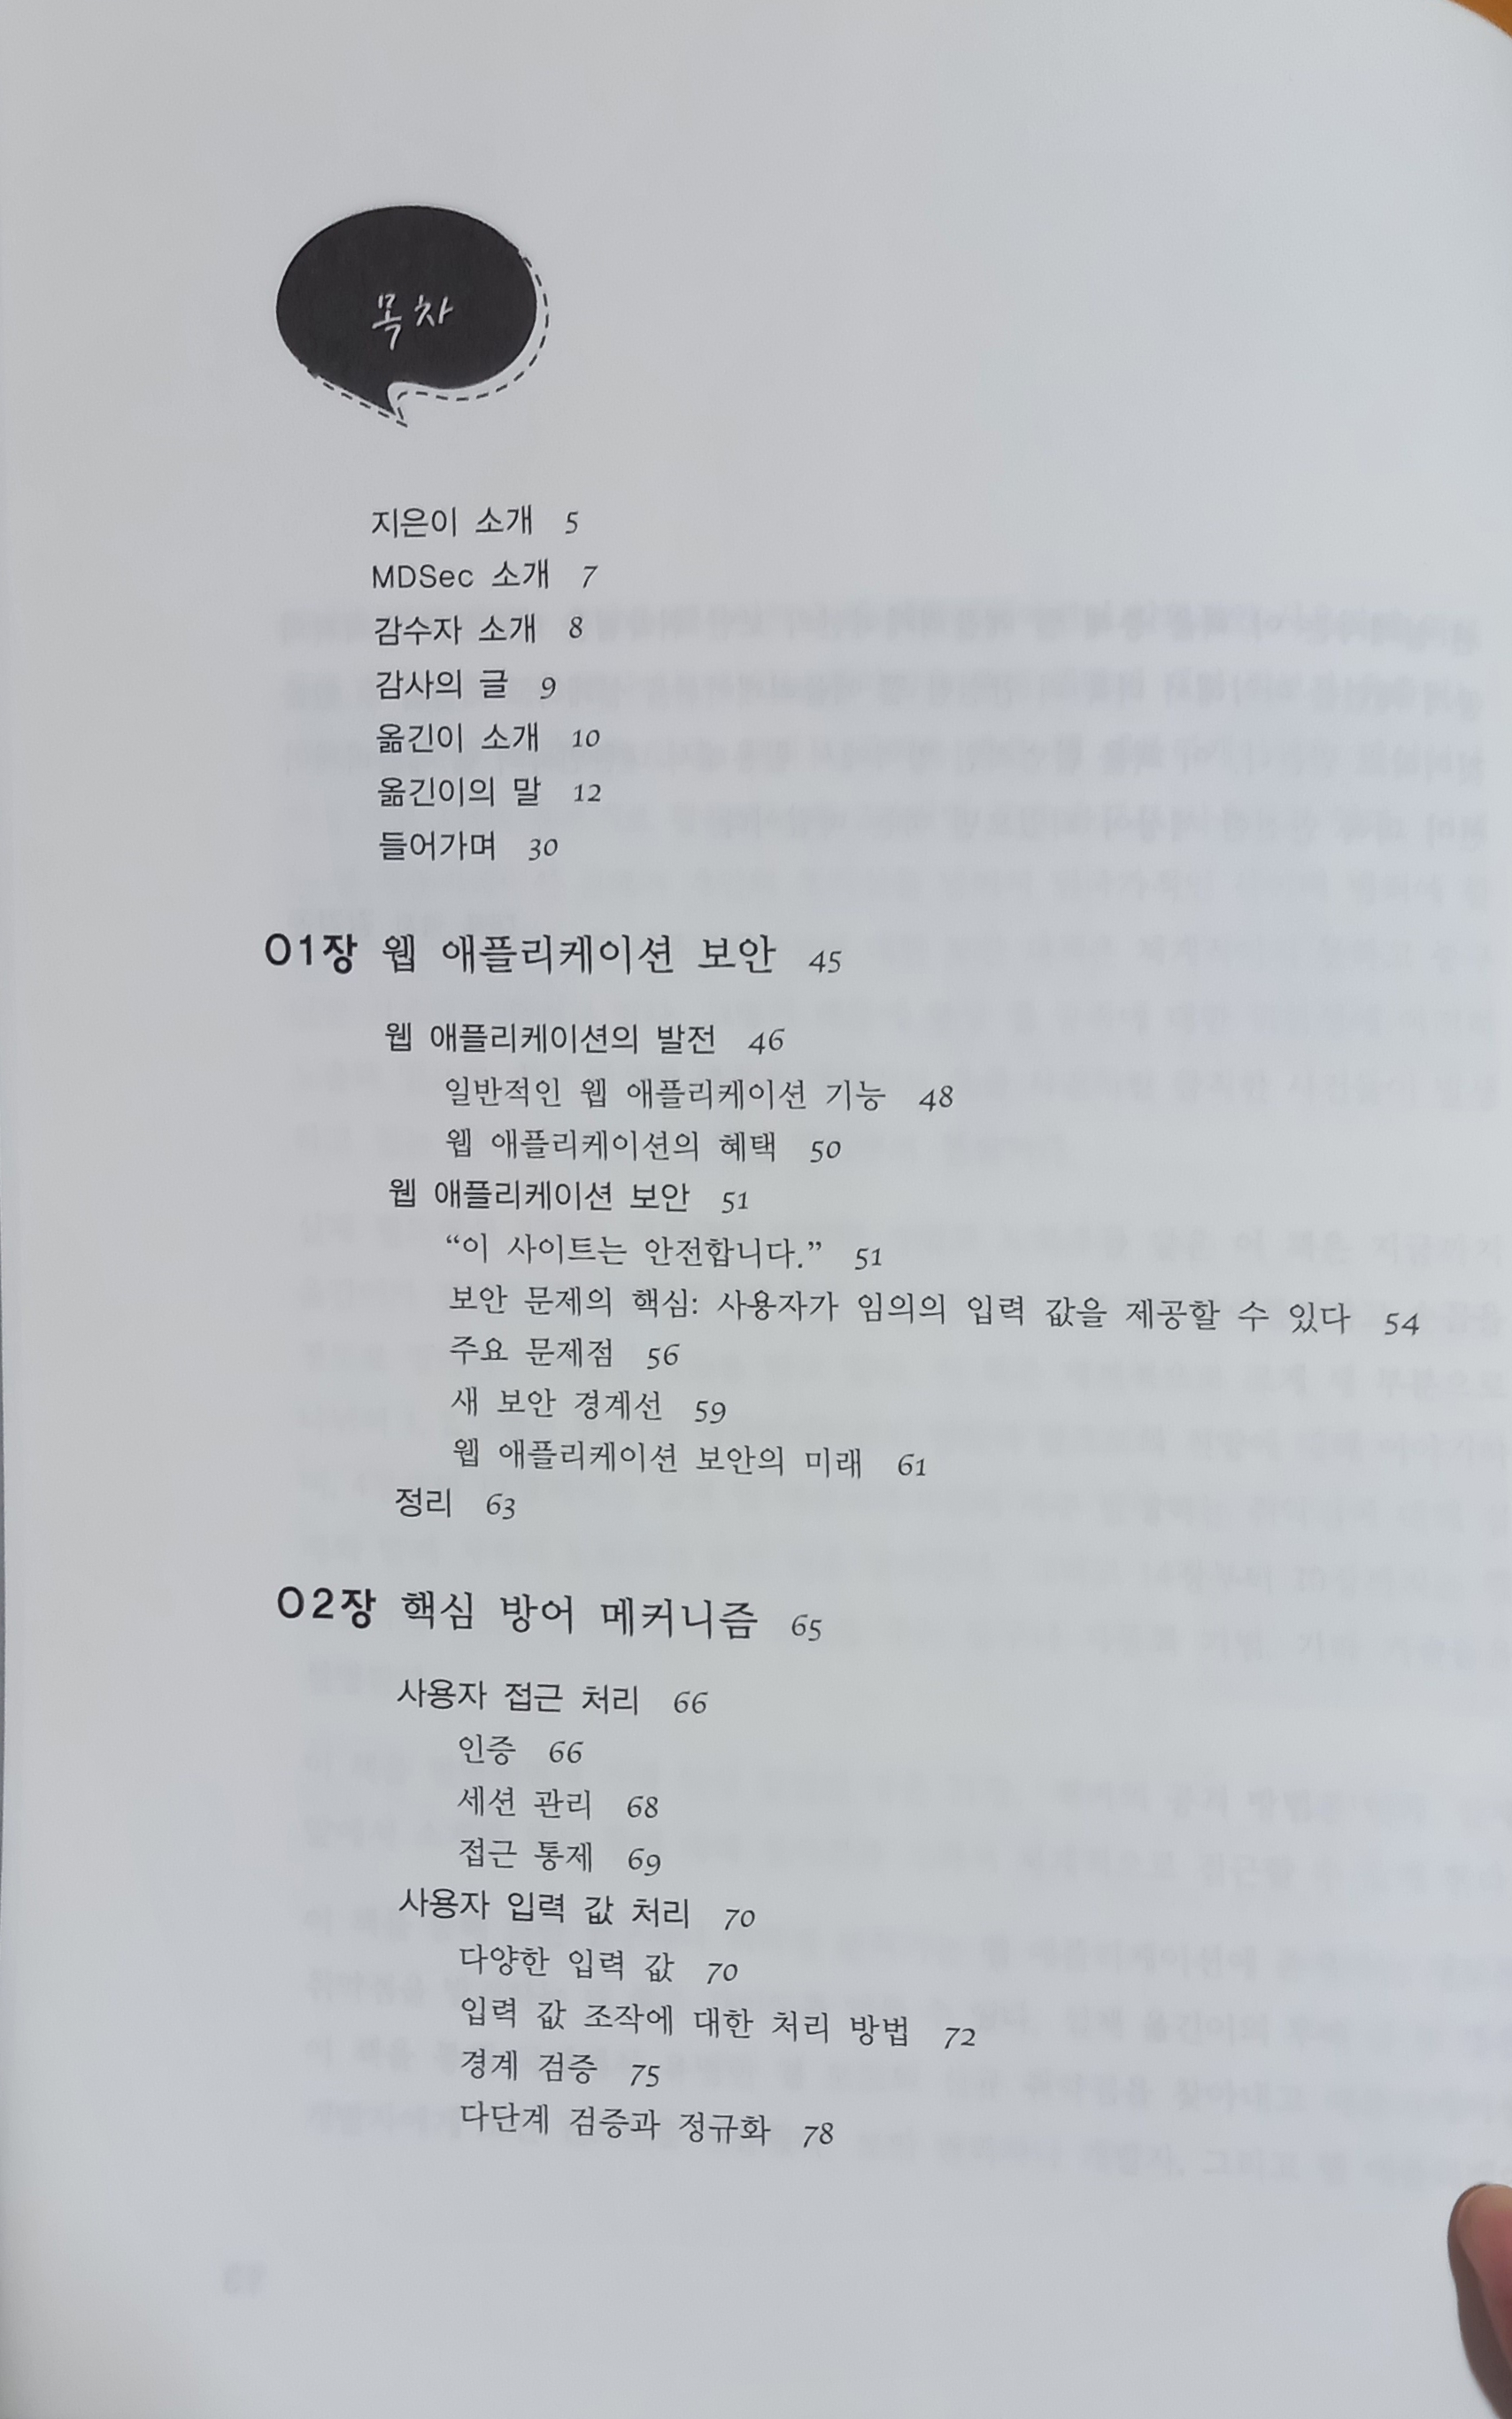 목차
지은이 소개 5
MDSec 소개 7
감수자 소개 8
감사의 글 9
옮긴이 소개 10
옮긴이의 말 12
들어가며 30
01장 웹 애플리케이션 보안 45
웹 애플리케이션의 발전 46
일반적인 웹 애플리케이션 기능 48
웹 애플리케이션의 혜택 50
웹 애플리케이션 보안 51
“이 사이트는 안전합니다.” 51
보안 문제의 핵심: 사용자가 임의의 입력 값을 제공할 수 있다 54
주요 문제점 56
새 보안 경계선 59
웹 애플리케이션 보안의 미래 61
정리 63
02장 핵심 방어 메커니즘 65
사용자 접근 처리 66
인증 66
세션 관리 68
접근 통제 69
사용자 입력 값 처리 70
다양한 입력 값 70
입력 값 조작에 대한 처리 방법 72
경계 검증 75
다단계 검증과 정규화 78